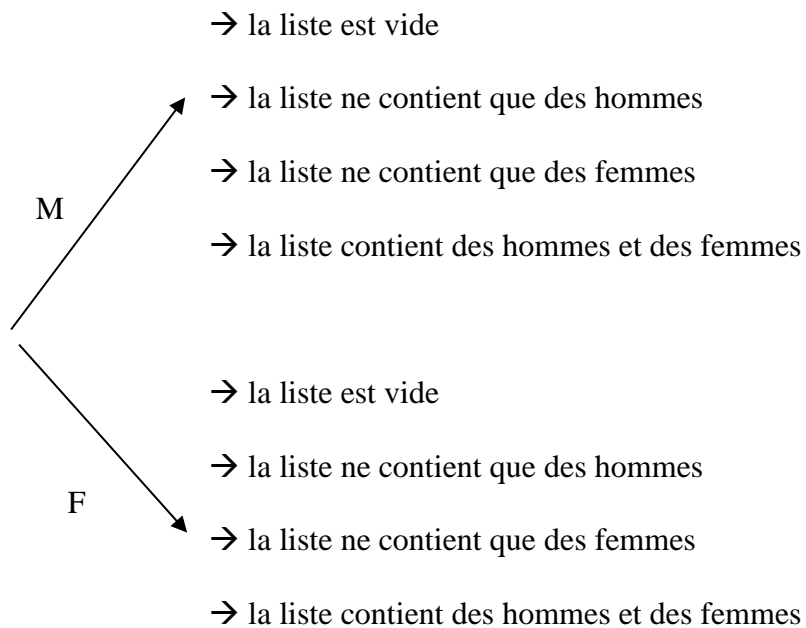 → la liste est vide
→ la liste ne contient que des hommes
→ la liste ne contient que des femmes
M
→ la liste contient des hommes et des femmes
→ la liste est vide
→ la liste ne contient que des hommes
F
→ la liste ne contient que des femmes
→ la liste contient des hommes et des femmes